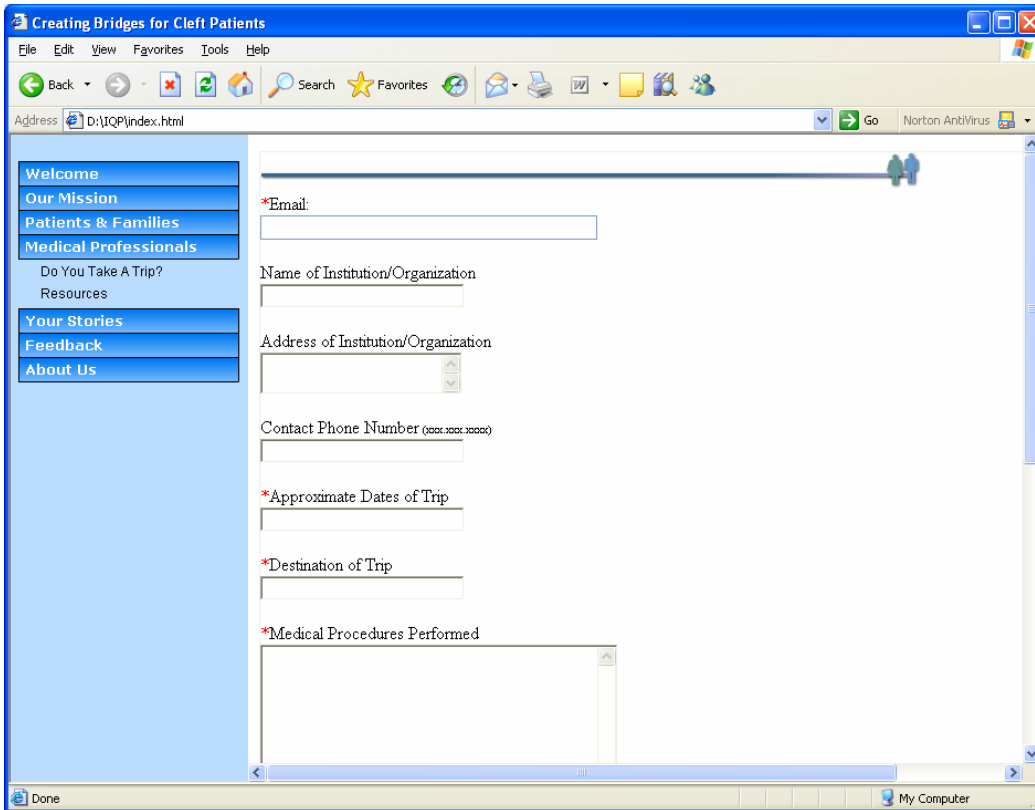 Creating Bridges for Cleft Patients
File Edit View Favorites Tools Help
Back Search Favorites W
Address D:\IQP\index.html Go Norton AntiVirus
Welcome
Our Mission
Patients & Families
Medical Professionals
Do You Take A Trip?
Resources
Your Stories
Feedback
About Us
*Email:
Name of Institution/Organization
Address of Institution/Organization
Contact Phone Number (xxx.xxx.xxxx)
*Approximate Dates of Trip
*Destination of Trip
*Medical Procedures Performed
Done My Computer